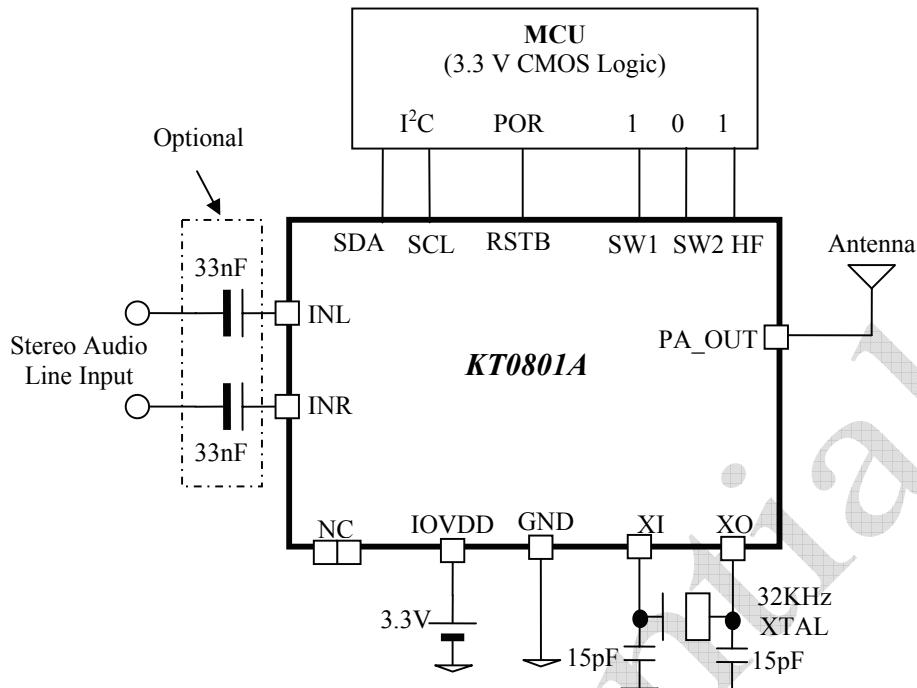 MCU
(3.3 V CMOS Logic)
I²C POR 1 0 1
Optional
SDA SCL RSTB SW1 SW2 HF
Antenna
33nF
INL
PA_OUT
Stereo Audio
Line Input
KT0801A
INR
33nF
NC IOVDD GND XI XO
3.3V
32KHz
XTAL
15pF
15pF